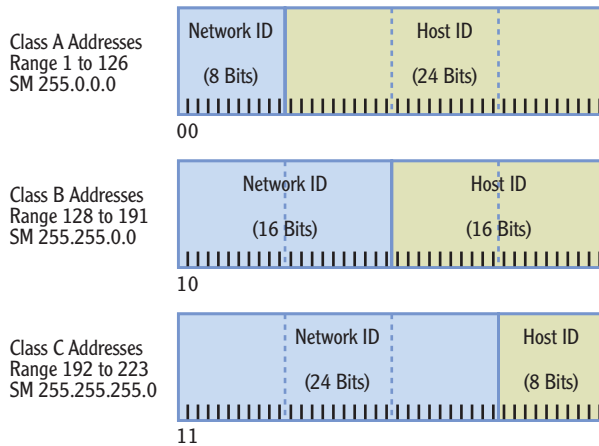 Class A Addresses
Range 1 to 126
SM 255.0.0.0
Network ID
(8 Bits)
Host ID
(24 Bits)
00
Class B Addresses
Range 128 to 191
SM 255.255.0.0
Network ID
(16 Bits)
Host ID
(16 Bits)
10
Class C Addresses
Range 192 to 223
SM 255.255.255.0
Network ID
(24 Bits)
Host ID
(8 Bits)
11